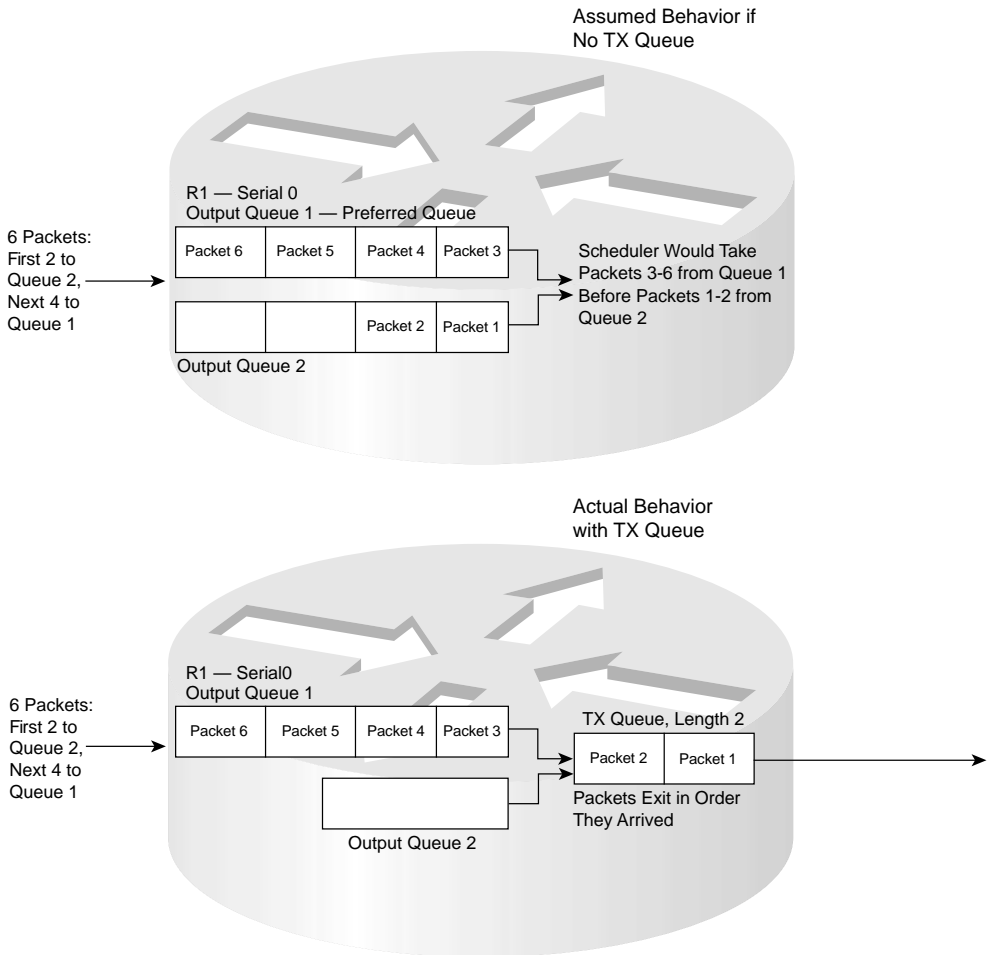 Assumed Behavior if
No TX Queue
R1 — Serial 0
Output Queue 1 — Preferred Queue
6 Packets:
First 2 to
Queue 2,
Next 4 to
Queue 1
Packet 6
Packet 5
Packet 4
Packet 3
Packet 2
Packet 1
Output Queue 2
Scheduler Would Take
Packets 3-6 from Queue 1
Before Packets 1-2 from
Queue 2
Actual Behavior
with TX Queue
R1 — Serial0
Output Queue 1
6 Packets:
First 2 to
Queue 2,
Next 4 to
Queue 1
Packet 6
Packet 5
Packet 4
Packet 3
Output Queue 2
TX Queue, Length 2
Packet 2
Packet 1
Packets Exit in Order
They Arrived